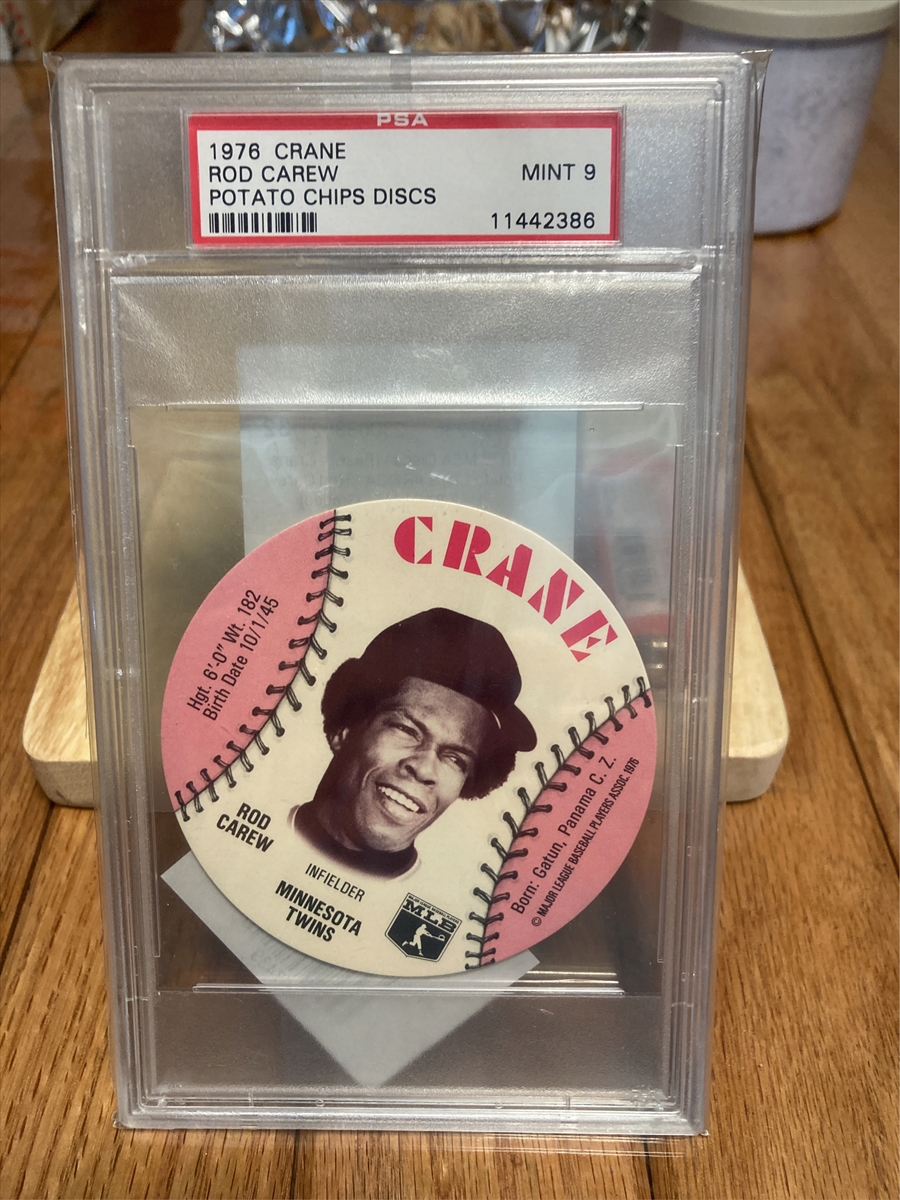 PSA
1976 CRANE
ROD CAREW
MINT 9
POTATO CHIPS DISCS
11442386
CRANE
Hgt. 6'-0" Wt. 182
Birth Date 10/1/45
ROD
CAREW
INFIELDER
MINNESOTA
TWINS
Born: Gatun, Panama C. Z.
© MAJOR LEAGUE BASEBALL PLAYERS ASSOC. 1976